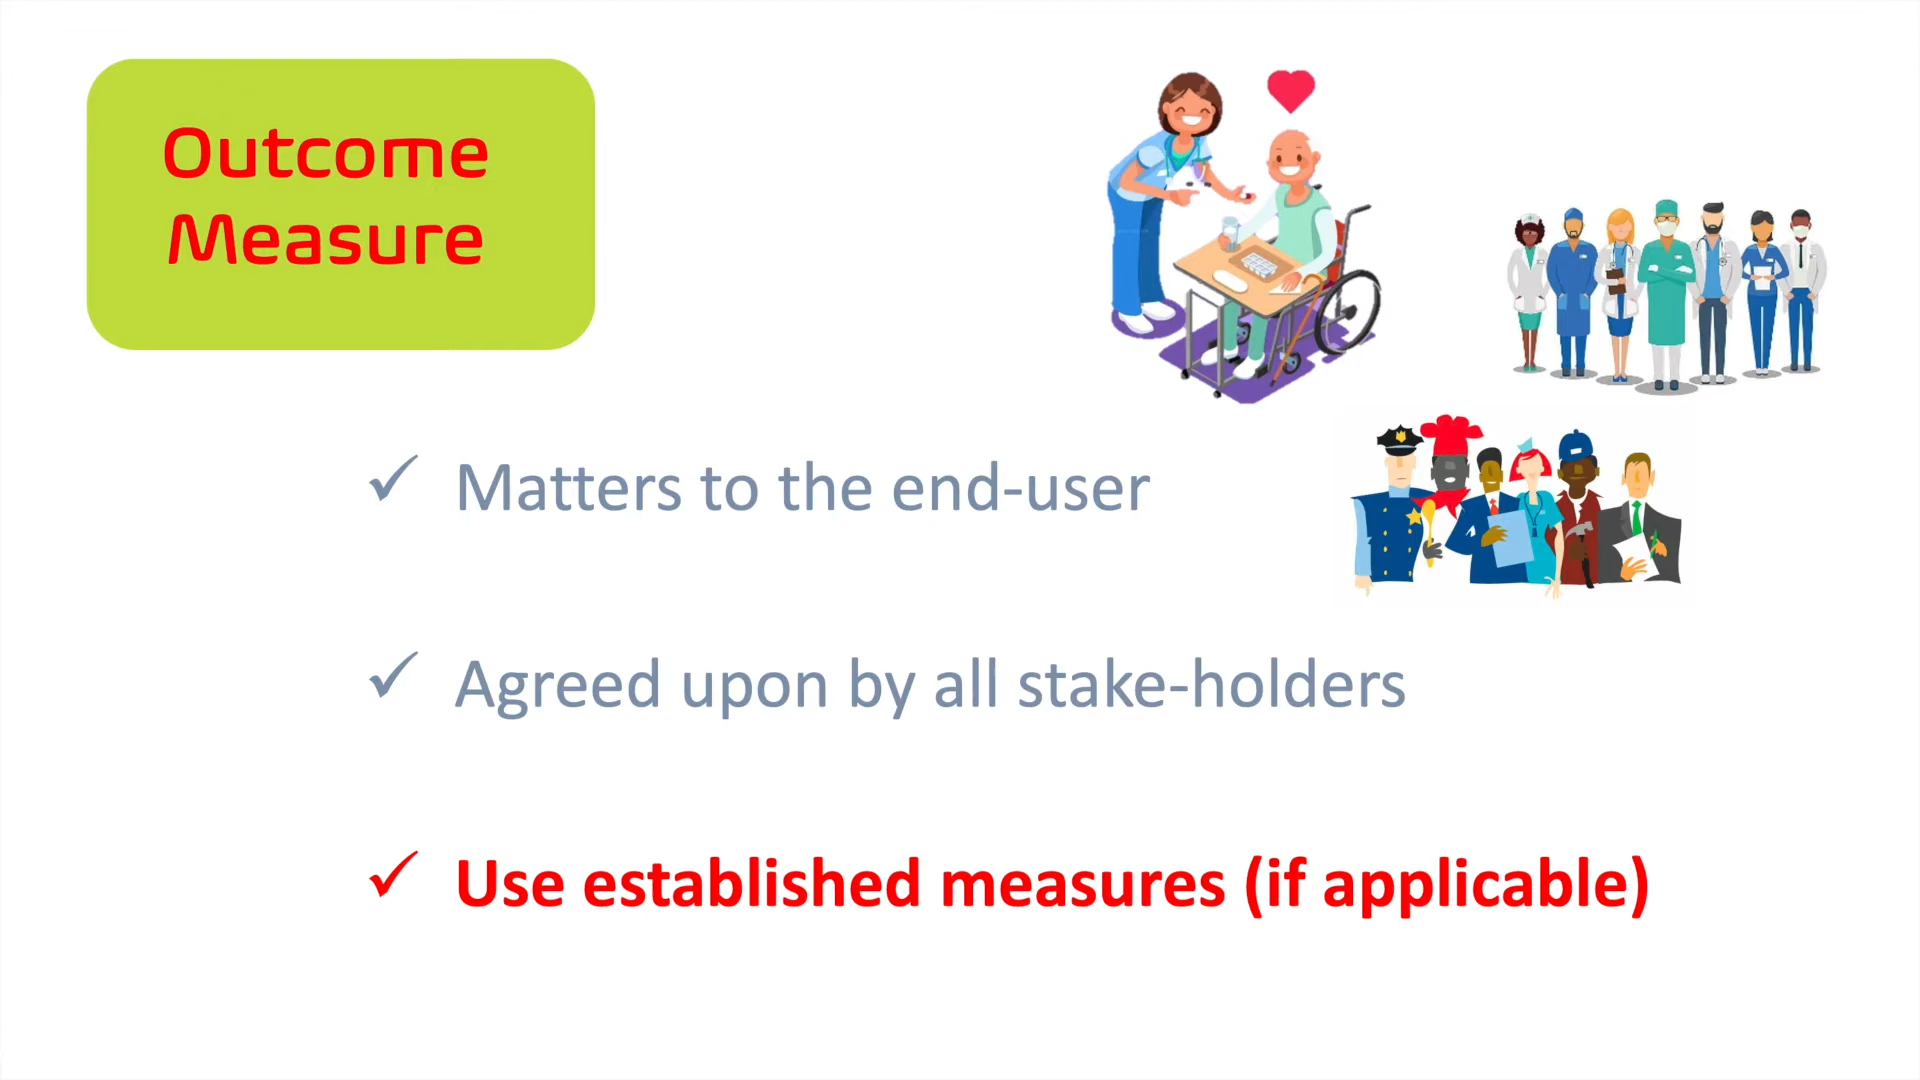 Outcome
Measure
✓ Matters to the end-user
✓ Agreed upon by all stake-holders
✓ Use established measures (if applicable)